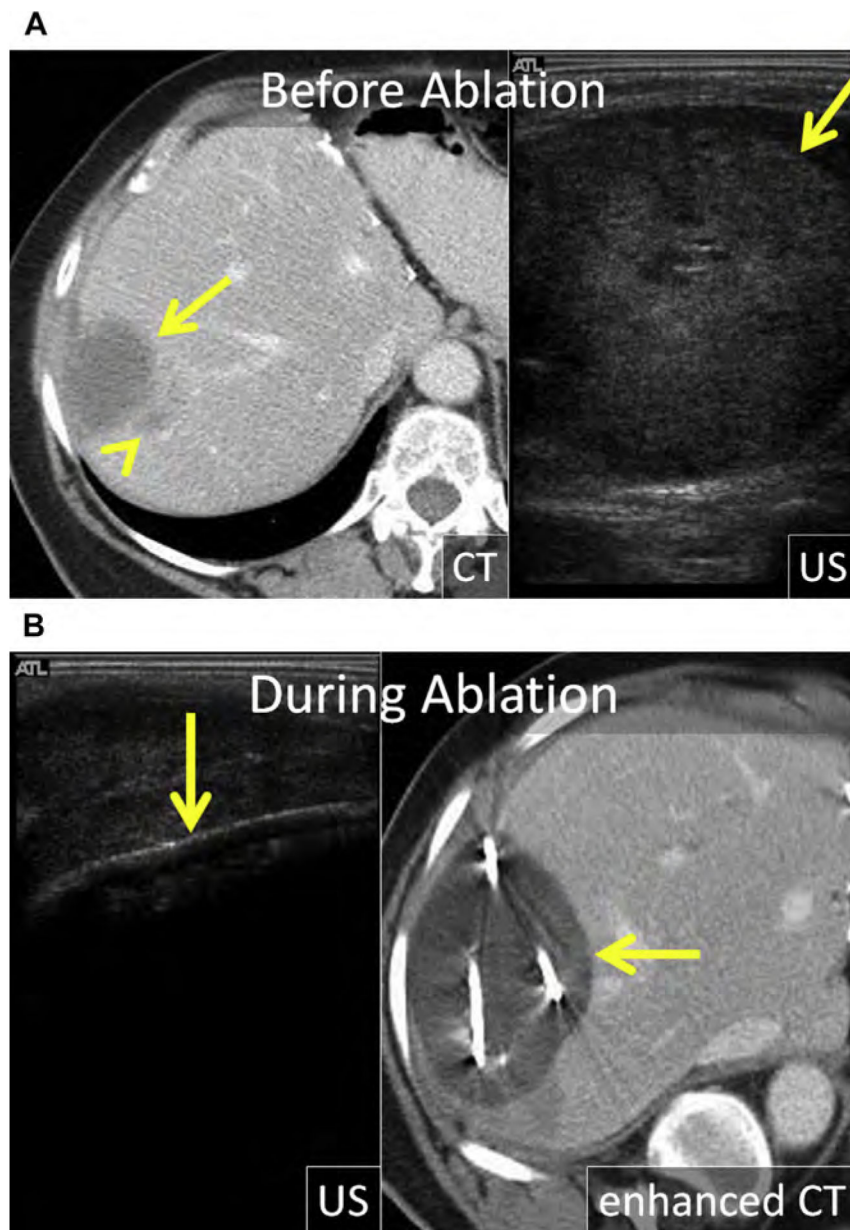 A
ATL
Before Ablation
CT
US
B
ATL
During Ablation
US
enhanced CT